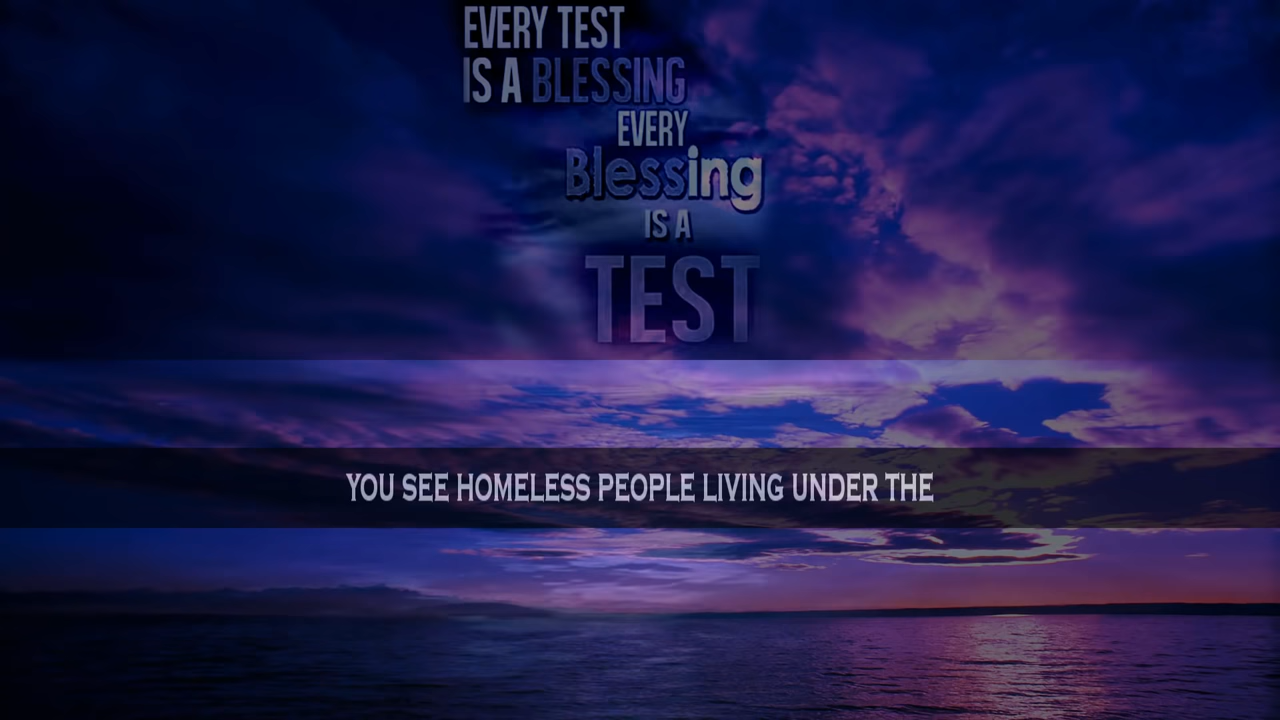 EVERY TEST
IS A BLESSING
EVERY
Blessing
IS A
TEST
YOU SEE HOMELESS PEOPLE LIVING UNDER THE